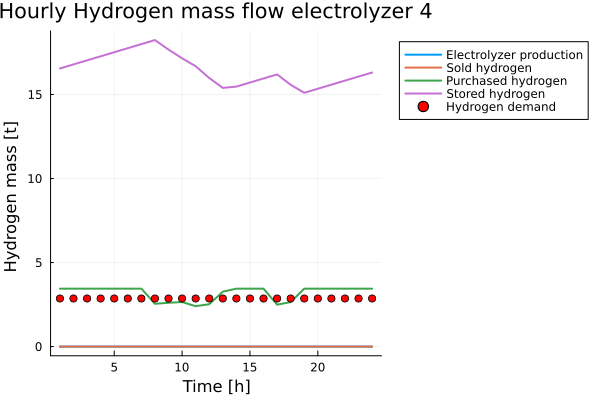 Hourly Hydrogen mass flow electrolyzer 4
Electrolyzer production
Sold hydrogen
Purchased hydrogen
Stored hydrogen
Hydrogen demand
Hydrogen mass [t]
15
10
5
0
5
10
15
20
Time [h]